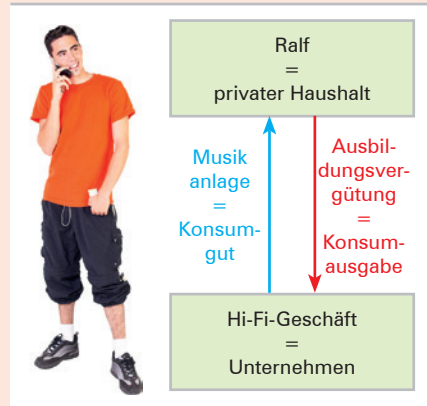 Ralf
=
privater Haushalt
Musik
anlage
=
Konsum-
gut
Ausbil-
dungsver-
gütung
=
Konsum-
ausgabe
Hi-Fi-Geschäft
=
Unternehmen